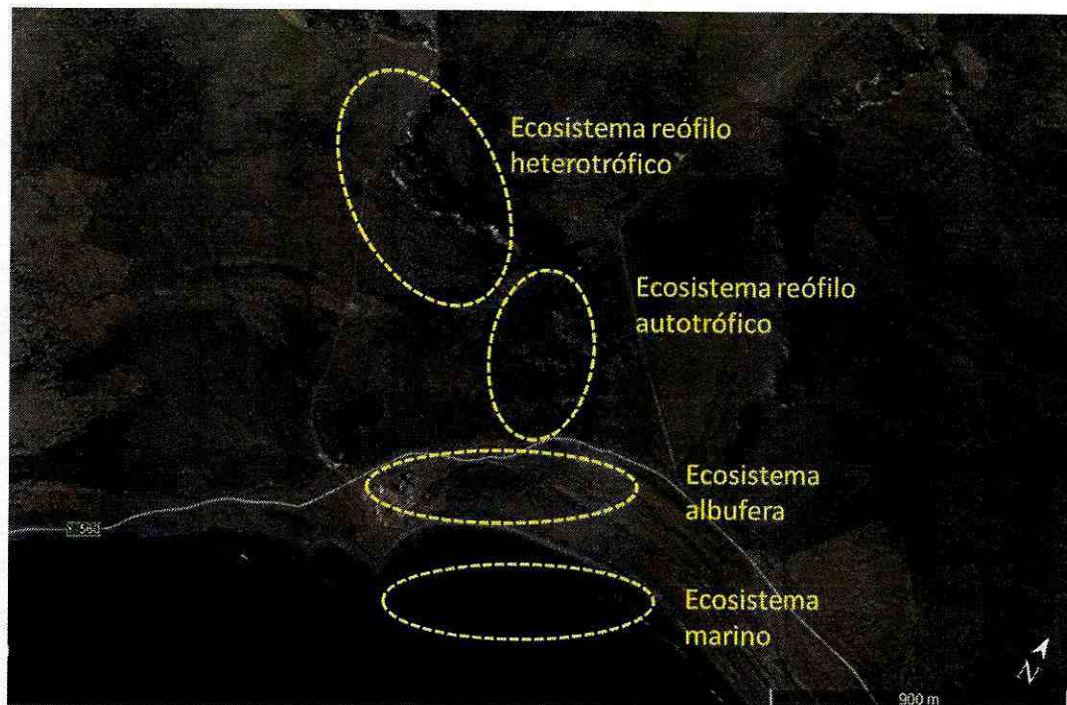 Ecosistema reófilo
heterotrófico
Ecosistema reófilo
autotrófico
Ecosistema
albufera
Ecosistema
marino
N
900 m